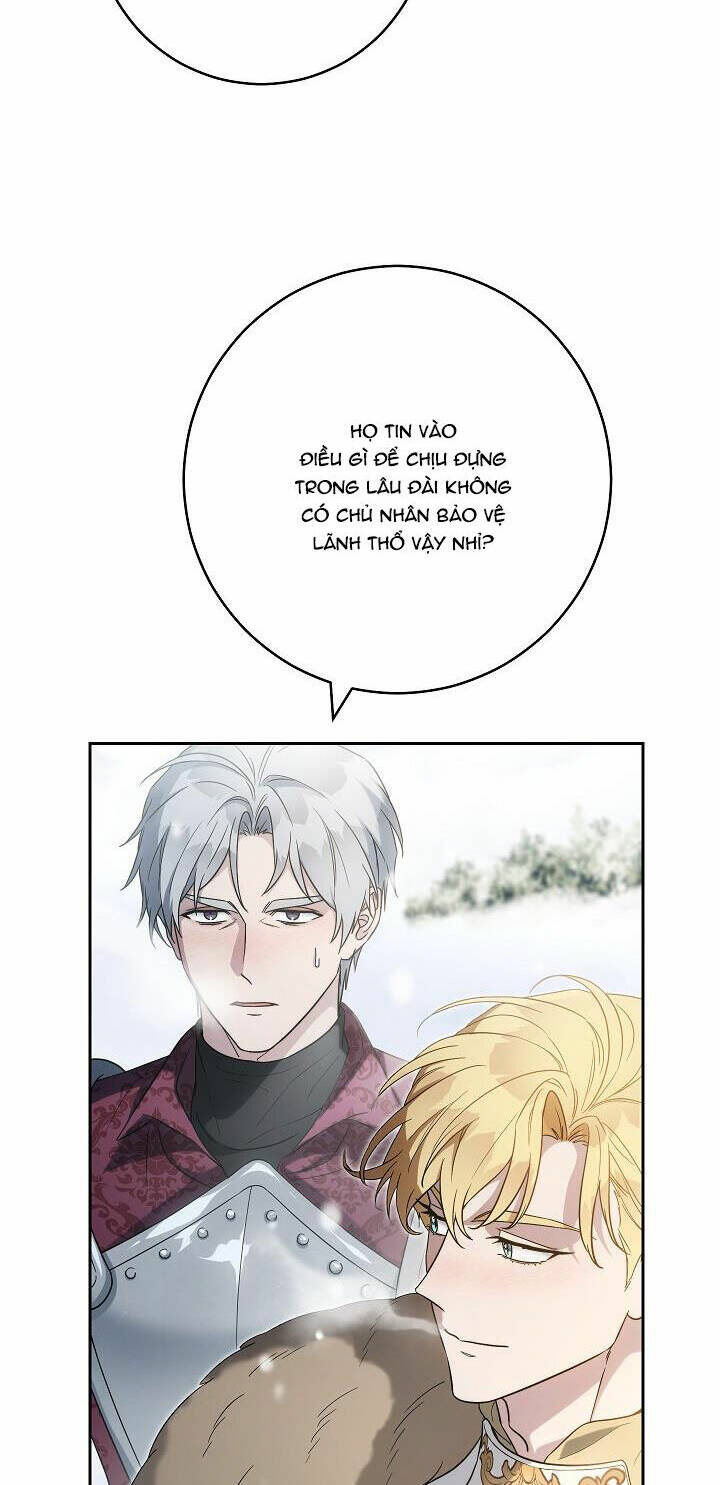 HỌ TIN VÀO
ĐIỀU GÌ ĐỂ CHỊU ĐỰNG
TRONG LÂU ĐÀI KHÔNG
CÓ CHỦ NHÂN BẢO VỆ
LÃNH THỔ VẬY NHỈ?